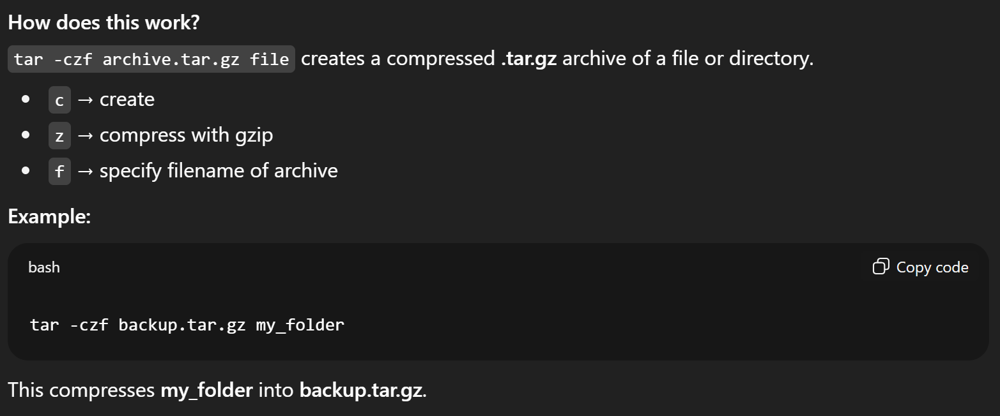 How does this work?
tar -czf archive.tar.gz file creates a compressed .tar.gz archive of a file or directory.
• c → create
• z → compress with gzip
• f → specify filename of archive
Example:
bash Copy code
tar -czf backup.tar.gz my_folder
This compresses my_folder into backup.tar.gz.